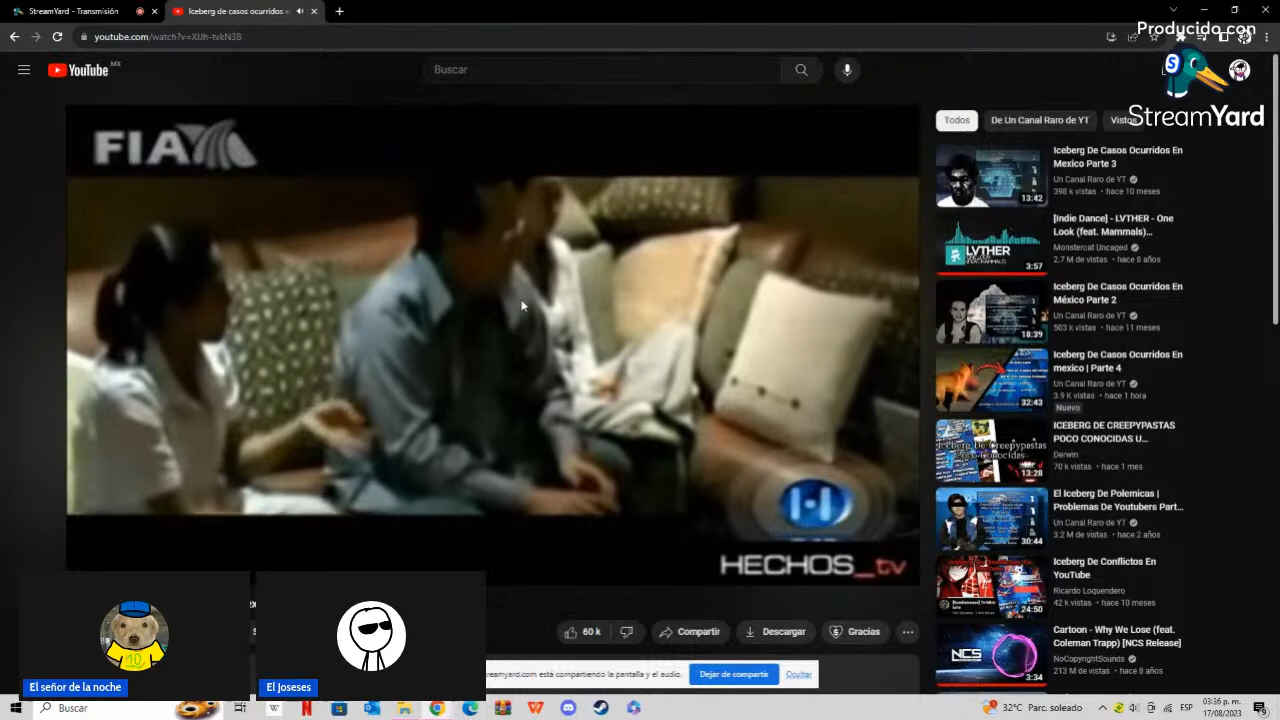 StreamYard - Transmisión
Iceberg de casos ocurridos e
youtube.com/watch?v=XlJh-tvkN38
Producido con
StreamYard
YouTube MX
Buscar
FIA
HECHOS_tv
Todos
De Un Canal Raro de YT
Vistos
Iceberg De Casos Ocurridos En
Mexico Parte 3
Un Canal Raro de YT
398 k vistas • hace 10 meses
13:42
[Indie Dance] - LVTHER - One
Look (feat. Mammals)...
Monstercat Uncaged
2.7 M de vistas • hace 8 años
LVTHER
3:57
Iceberg De Casos Ocurridos En
México Parte 2
Un Canal Raro de YT
503 k vistas • hace 11 meses
18:39
Iceberg De Casos Ocurridos En
mexico | Parte 4
Un Canal Raro de YT
3.9 K vistas • hace 1 hora
Nuevo
32:43
ICEBERG DE CREEPYPASTAS
POCO CONOCIDAS U...
Derwin
70 k vistas • hace 1 mes
Iceberg De Creepypastas
Poco Conocidas
13:28
El Iceberg De Polemicas |
Problemas De Youtubers Part...
Un Canal Raro de YT
3.2 M de vistas • hace 2 años
30:44
Iceberg De Conflictos En
YouTube
Ricardo Loquendero
42 k vistas • hace 10 meses
24:50
Cartoon - Why We Lose (feat.
Coleman Trapp) [NCS Release]
NoCopyrightSounds
213 M de vistas • hace 8 años
NCS
3:34
60 k
Compartir
Descargar
Gracias
El señor de la noche
El Joseses
10
reamyard.com está compartiendo la pantalla y el audio.
Dejar de compartir
Ocultar
Buscar
32°C Parc. soleado
ESP
03:36 p. m.
17/08/2023